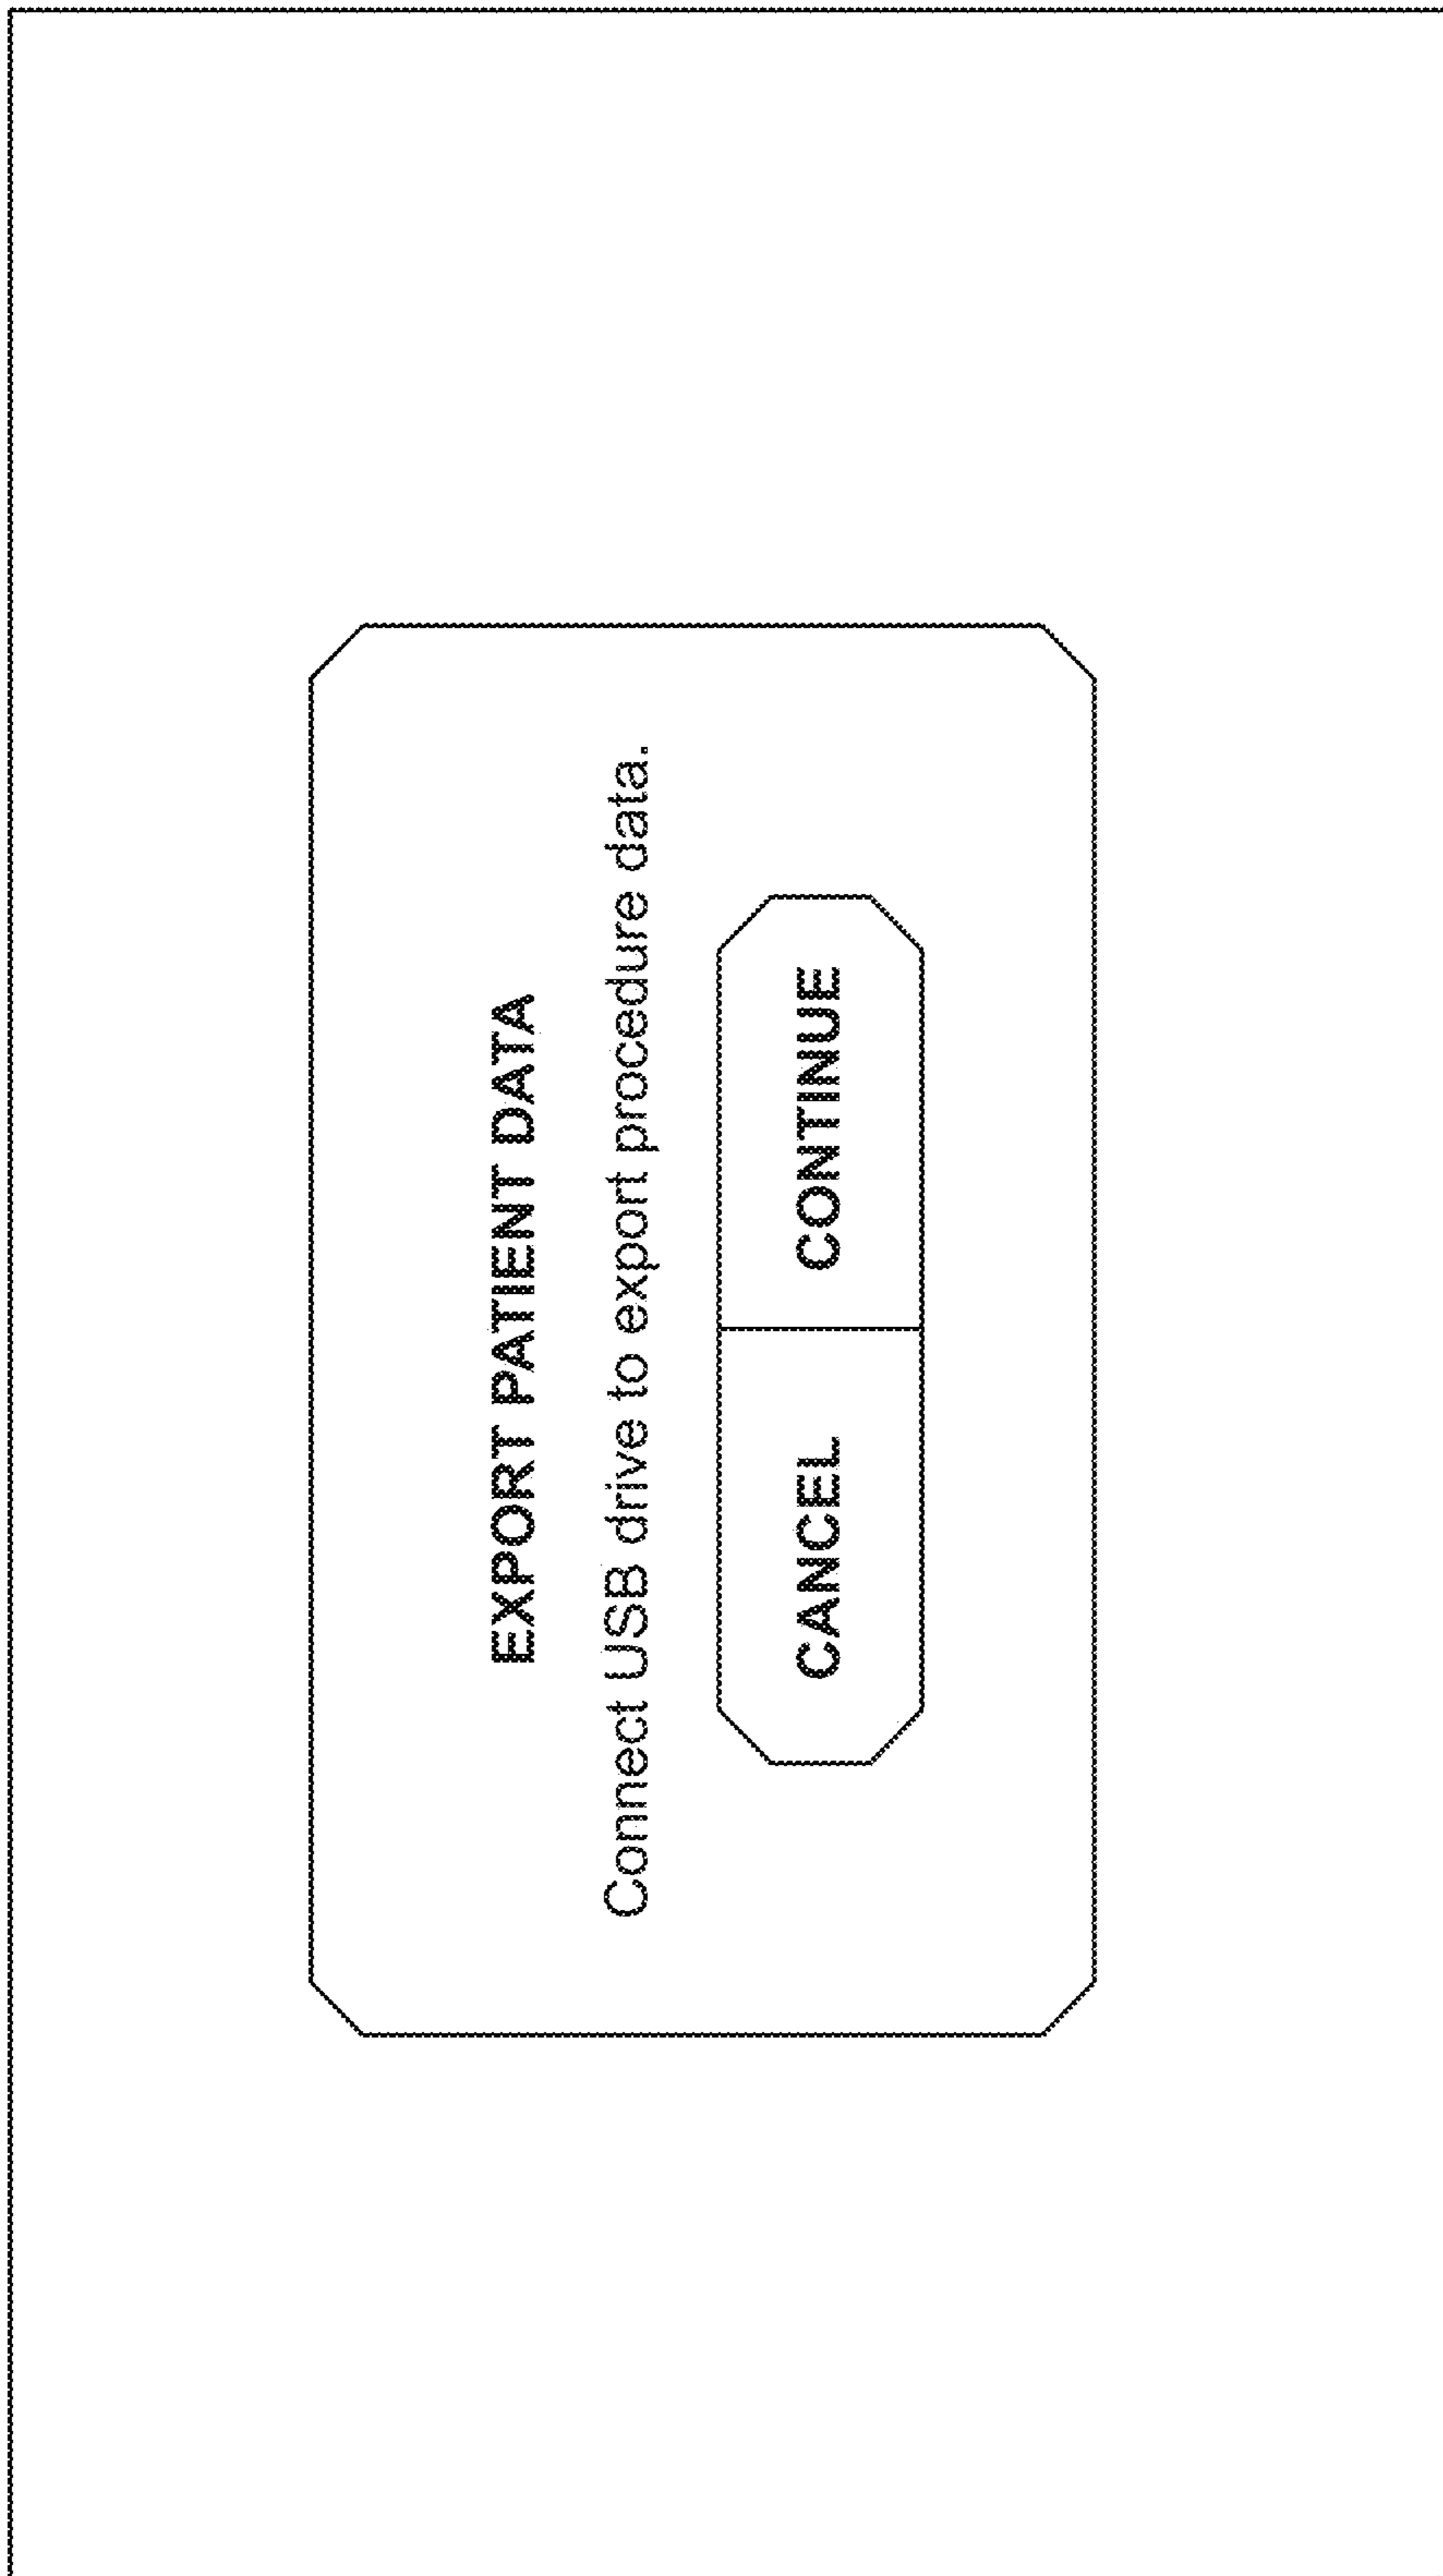 EXPORT PATIENT DATA
Connect USB drive to export procedure data.
CANCEL
CONTINUE